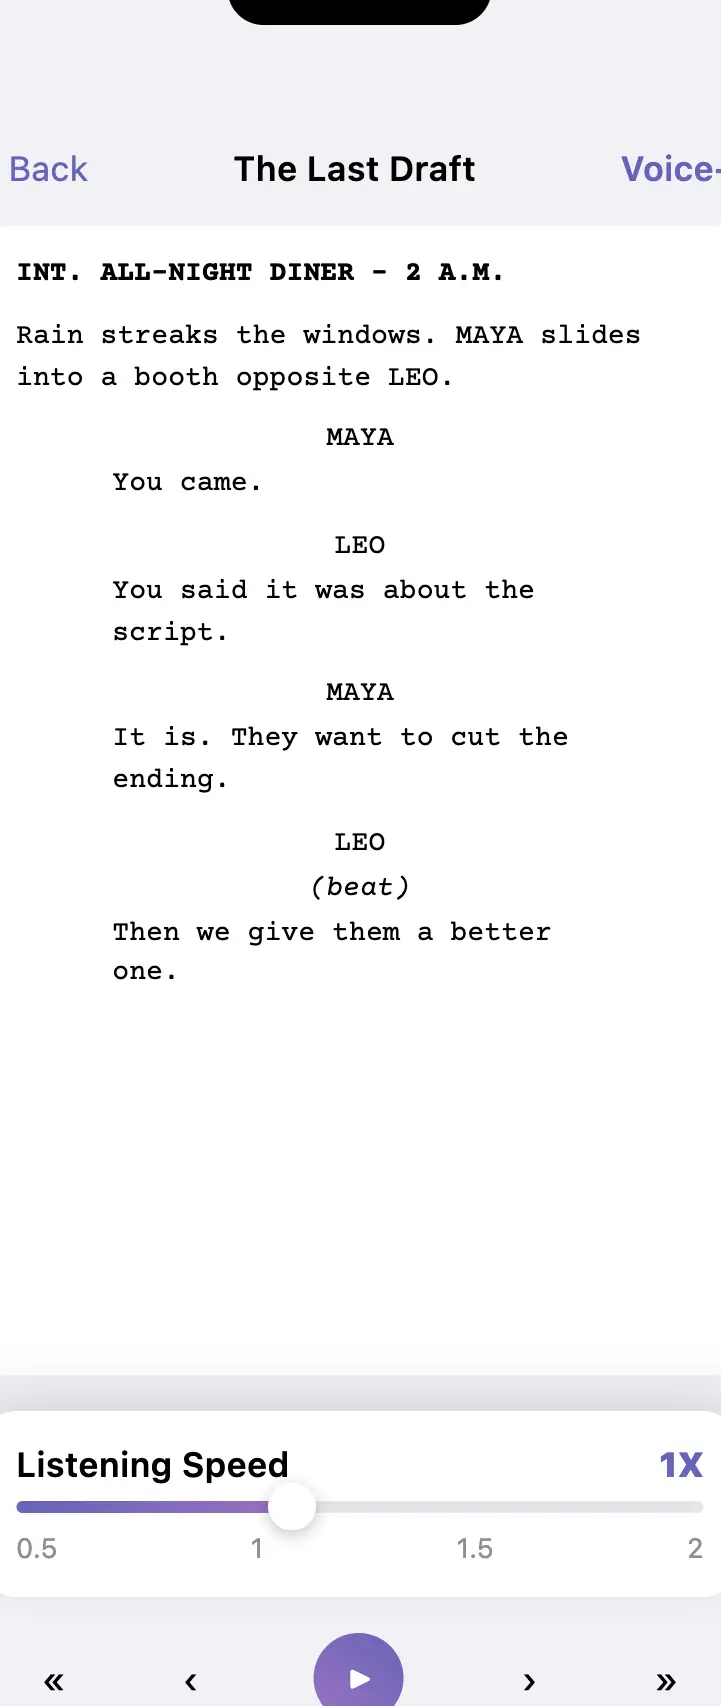 Back The Last Draft Voice-
INT. ALL-NIGHT DINER - 2 A.M.
Rain streaks the windows. MAYA slides
into a booth opposite LEO.
MAYA
You came.
LEO
You said it was about the
script.
MAYA
It is. They want to cut the
ending.
LEO
(beat)
Then we give them a better
one.
Listening Speed 1X
0.5 1 1.5 2
« ‹ › »